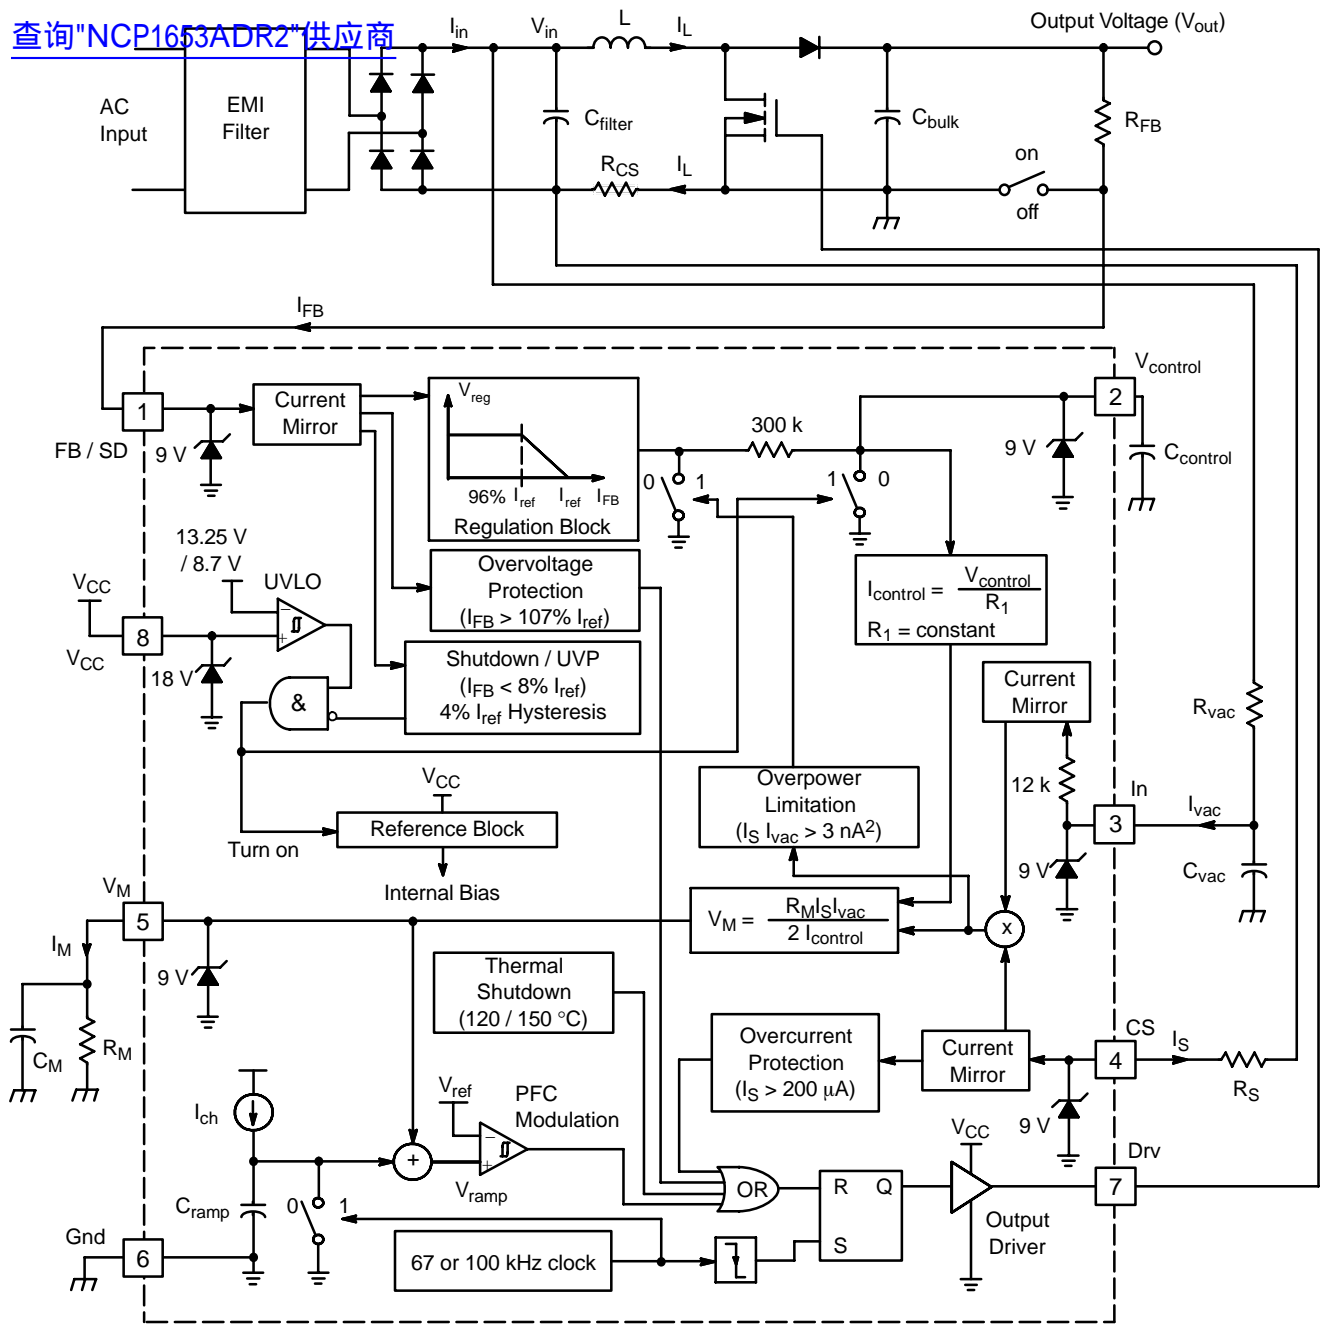 查询"NCP1653ADR2"供应商
Output Voltage (Vout)
Iin
Vin
L
IL
AC
Input
EMI
Filter
Cfilter
Cbulk
RFB
RCS
IL
on
off
IFB
Vcontrol
1
FB / SD
9 V
Current
Mirror
Vreg
96% Iref
Iref
IFB
Regulation Block
300 k
0
1
1
0
9 V
2
Ccontrol
13.25 V
/ 8.7 V
UVLO
VCC
8
VCC
18 V
−
+
&
Overvoltage
Protection
(IFB > 107% Iref)
Shutdown / UVP
(IFB < 8% Iref)
4% Iref Hysteresis
Icontrol = Vcontrol / R1
R1 = constant
Current
Mirror
Rvac
12 k
In
3
Ivac
9 V
Cvac
VCC
Reference Block
Turn on
Internal Bias
Overpower
Limitation
(IS Ivac > 3 nA²)
VM
5
IM
9 V
CM
RM
VM = RMISIvac / 2 Icontrol
x
Thermal
Shutdown
(120 / 150 °C)
Overcurrent
Protection
(IS > 200 µA)
Current
Mirror
CS
4
IS
RS
9 V
Ich
Vref
PFC
Modulation
−
+
+
Vramp
Cramp
0
1
OR
R
Q
S
VCC
Output
Driver
Drv
7
Gnd
6
67 or 100 kHz clock